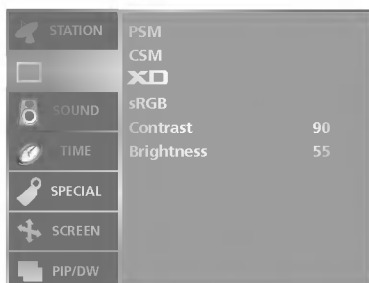 STATION
SOUND
TIME
SPECIAL
SCREEN
PIP/DW
PSM
CSM
XD
sRGB
Contrast 90
Brightness 55